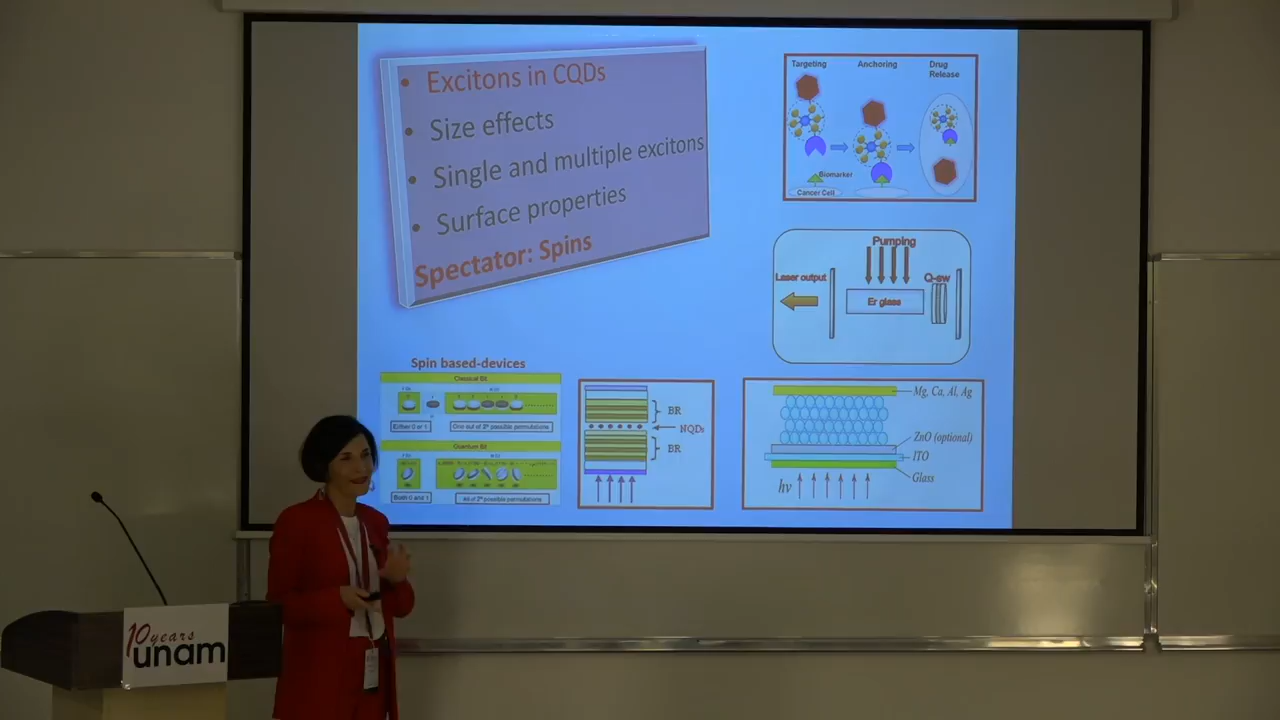 • Excitons in CQDs
• Size effects
• Single and multiple excitons
• Surface properties
Spectator: Spins
Targeting
Anchoring
Drug
Release
Biomarker
Cancer Cell
Pumping
Laser output
Q-sw
Er glass
Spin based-devices
Classical Bit
Either 0 or 1
One out of 2ⁿ possible permutations
Quantum Bit
Both 0 and 1
All of 2ⁿ possible permutations
BR
NQDs
BR
Mg, Ca, Al, Ag
ZnO (optional)
ITO
Glass
hν
10 years
unam